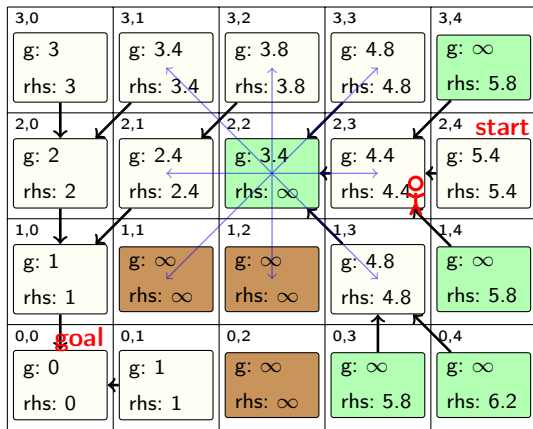 3,0 3,1 3,2 3,3 3,4
g: 3 g: 3.4 g: 3.8 g: 4.8 g: ∞
rhs: 3 rhs: 3.4 rhs: 3.8 rhs: 4.8 rhs: 5.8
2,0 2,1 2,2 2,3 2,4 start
g: 2 g: 2.4 g: 3.4 g: 4.4 g: 5.4
rhs: 2 rhs: 2.4 rhs: ∞ rhs: 4.4 rhs: 5.4
1,0 1,1 1,2 1,3 1,4
g: 1 g: ∞ g: ∞ g: 4.8 g: ∞
rhs: 1 rhs: ∞ rhs: ∞ rhs: 4.8 rhs: 5.8
0,0 goal 0,1 0,2 0,3 0,4
g: 0 g: 1 g: ∞ g: ∞ g: ∞
rhs: 0 rhs: 1 rhs: ∞ rhs: 5.8 rhs: 6.2